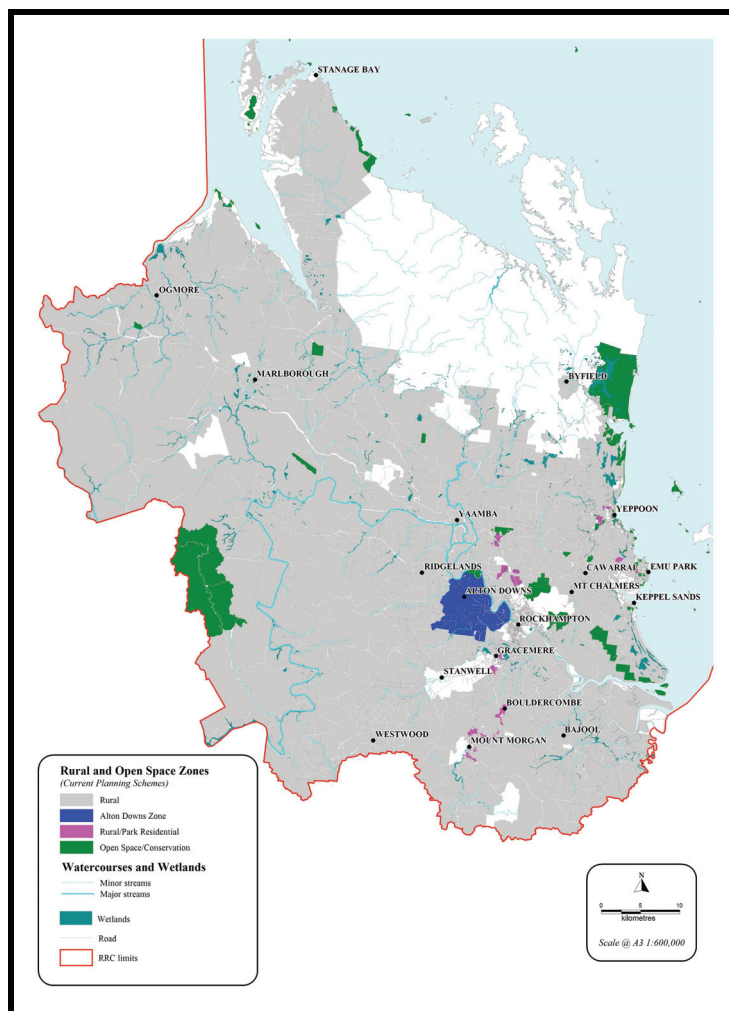 STANAGE BAY
OGMORE
MARLBOROUGH
BYFIELD
YAAMBA
YEPPOON
RIDGELANDS
CAWARRAL
EMU PARK
ALTON DOWNS
MT CHALMERS
KEPPEL SANDS
ROCKHAMPTON
GRACEMERE
STANWELL
BOULDERCOMBE
WESTWOOD
MOUNT MORGAN
BAJOOL
Rural and Open Space Zones
(Current Planning Schemes)
Rural
Alton Downs Zone
Rural/Park Residential
Open Space/Conservation
Watercourses and Wetlands
Minor streams
Major streams
Wetlands
Road
RRC limits
N
0 5 10
kilometres
Scale @ A3 1:600,000